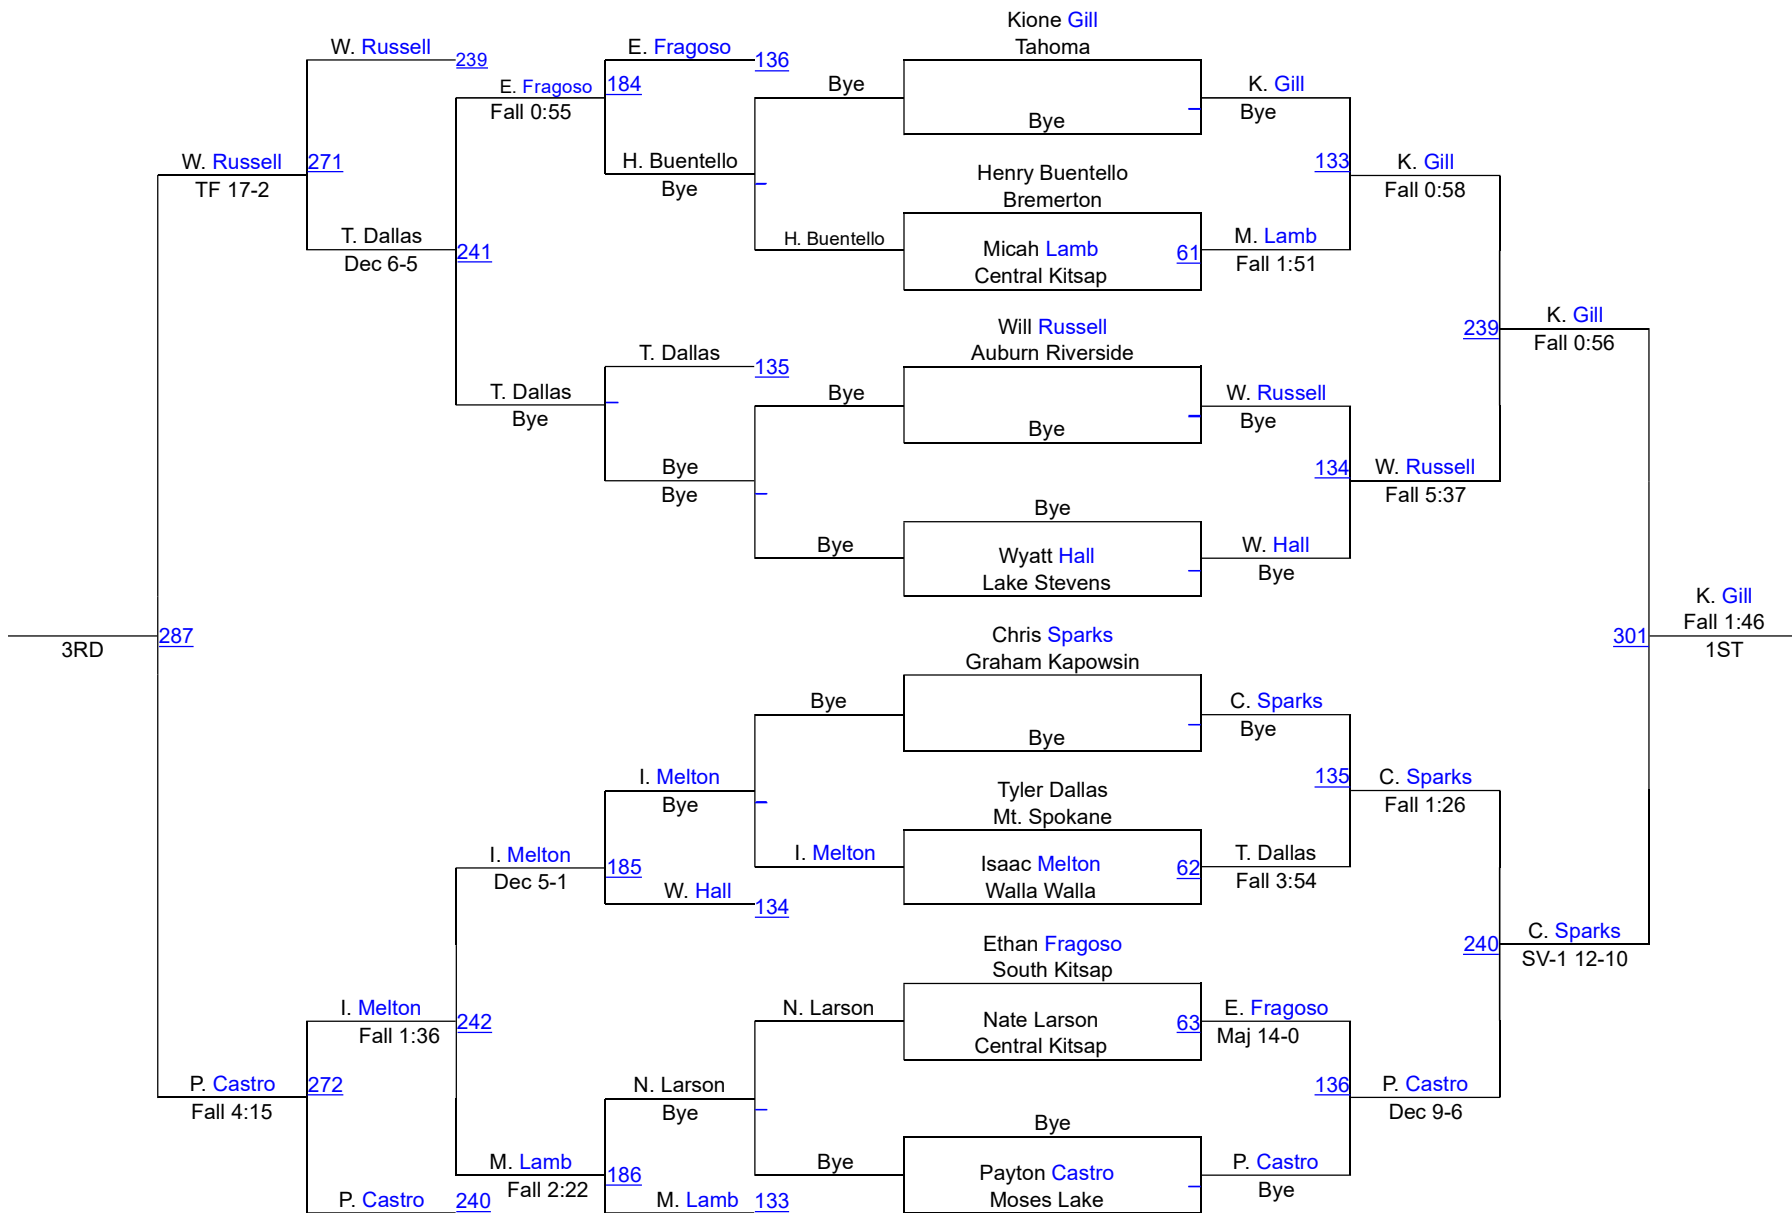 Kione Gill
Tahoma
W. Russell
239
E. Fragoso
136
E. Fragoso
184
Fall 0:55
Bye
Bye
K. Gill
Bye
W. Russell
271
TF 17-2
H. Buentello
Bye
Henry Buentello
Bremerton
133
K. Gill
Fall 0:58
T. Dallas
Dec 6-5
241
H. Buentello
Micah Lamb
Central Kitsap
61
M. Lamb
Fall 1:51
Will Russell
Auburn Riverside
239
K. Gill
Fall 0:56
T. Dallas
135
T. Dallas
Bye
Bye
Bye
W. Russell
Bye
Bye
Bye
134
W. Russell
Fall 5:37
Bye
Bye
Wyatt Hall
Lake Stevens
W. Hall
Bye
K. Gill
Fall 1:46
1ST
301
287
3RD
Chris Sparks
Graham Kapowsin
Bye
Bye
C. Sparks
Bye
I. Melton
Bye
Tyler Dallas
Mt. Spokane
135
C. Sparks
Fall 1:26
I. Melton
Dec 5-1
185
I. Melton
Isaac Melton
Walla Walla
62
T. Dallas
Fall 3:54
W. Hall
134
Ethan Fragoso
South Kitsap
240
C. Sparks
SV-1 12-10
I. Melton
Fall 1:36
242
N. Larson
Nate Larson
Central Kitsap
63
E. Fragoso
Maj 14-0
P. Castro
272
Fall 4:15
N. Larson
Bye
136
P. Castro
Dec 9-6
Bye
M. Lamb
Fall 2:22
186
Bye
Payton Castro
Moses Lake
P. Castro
Bye
P. Castro
240
M. Lamb
133